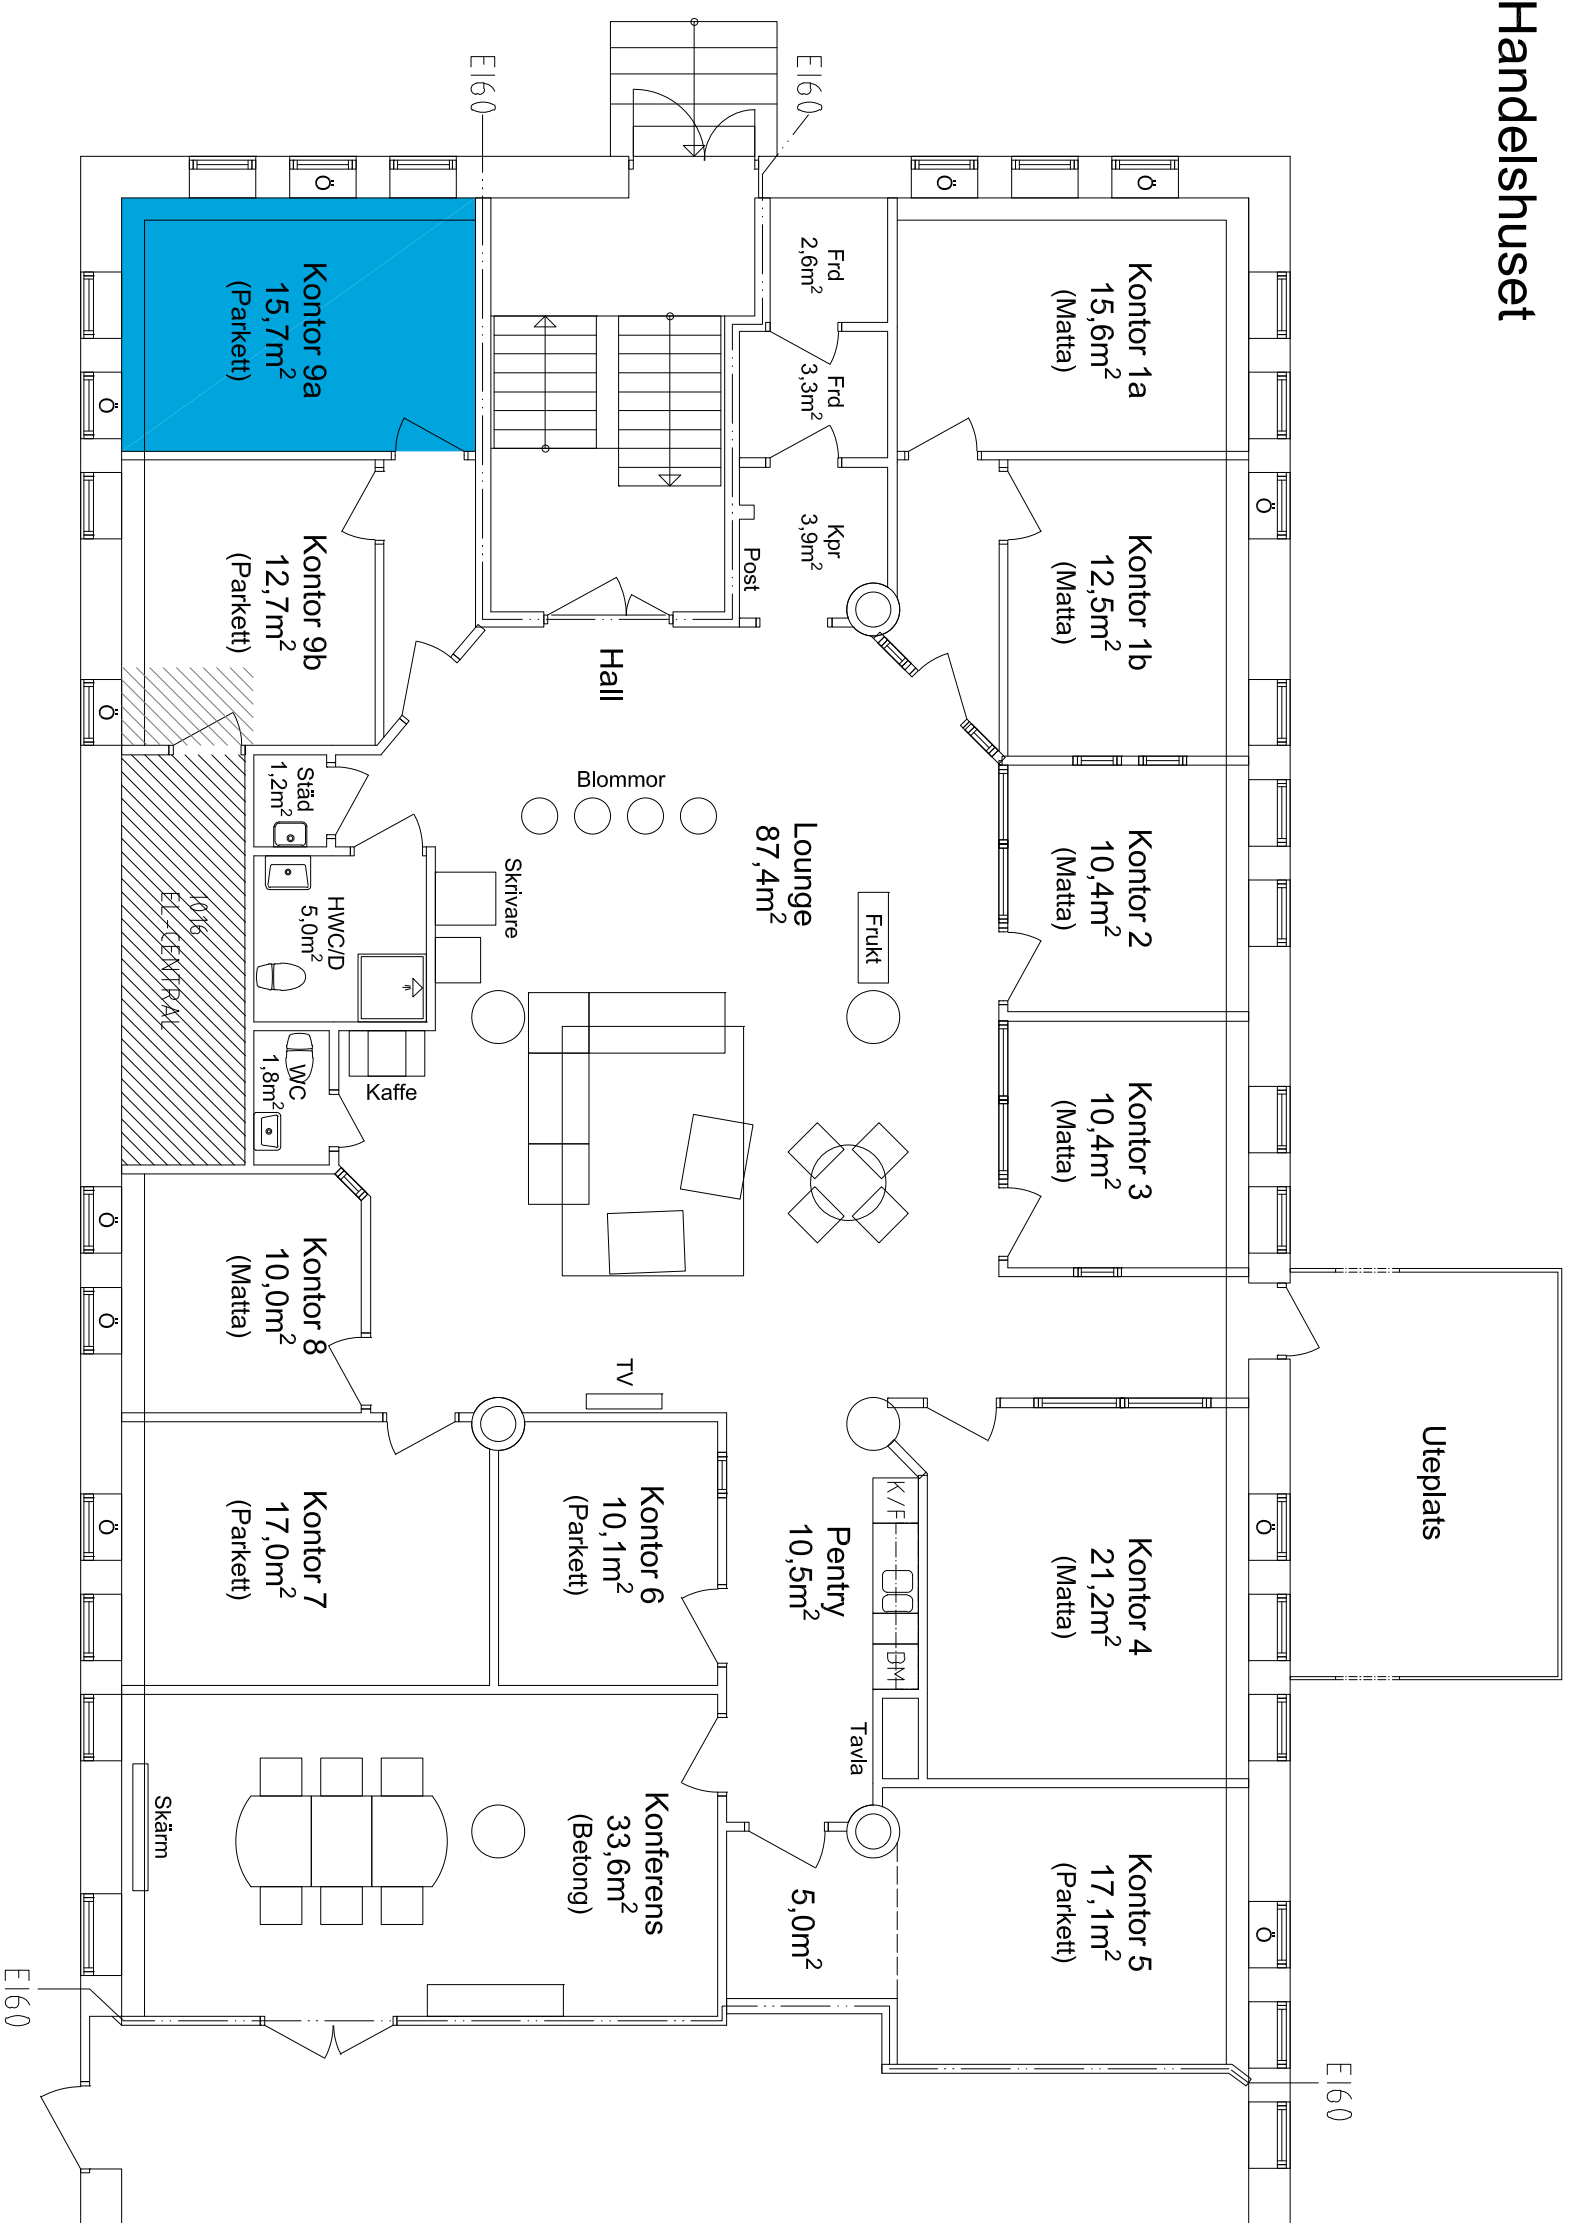 Handelshuset
Uteplats
EI60
EI60
EI60
EI60
Kontor 1a
15,6m²
(Matta)
Kontor 1b
12,5m²
(Matta)
Kontor 2
10,4m²
(Matta)
Kontor 3
10,4m²
(Matta)
Kontor 4
21,2m²
(Matta)
Kontor 5
17,1m²
(Parkett)
Frd
2,6m²
Frd
3,3m²
Kpr
3,9m²
Post
Hall
Blommor
Lounge
87,4m²
Frukt
Skrivare
Kaffe
TV
Pentry
10,5m²
K/F
DM
Tavla
5,0m²
Kontor 6
10,1m²
(Parkett)
Konferens
33,6m²
(Betong)
Skärm
Kontor 9a
15,7m²
(Parkett)
Kontor 9b
12,7m²
(Parkett)
Städ
1,2m²
HWC/D
5,0m²
WC
1,8m²
1016
EL-CENTRAL
Kontor 8
10,0m²
(Matta)
Kontor 7
17,0m²
(Parkett)
Ö
Ö
Ö
Ö
Ö
Ö
Ö
Ö
Ö
Ö
Ö